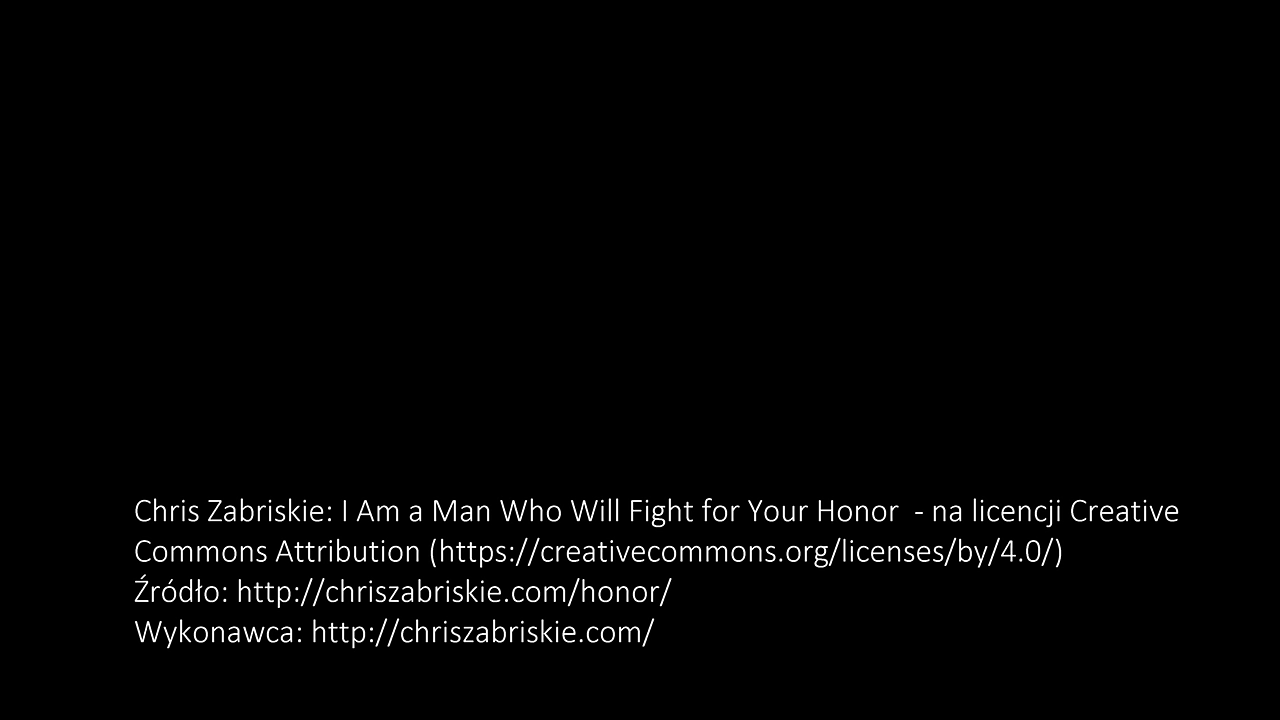 Chris Zabriskie: I Am a Man Who Will Fight for Your Honor  - na licencji Creative
Commons Attribution (https://creativecommons.org/licenses/by/4.0/)
Źródło: http://chriszabriskie.com/honor/
Wykonawca: http://chriszabriskie.com/